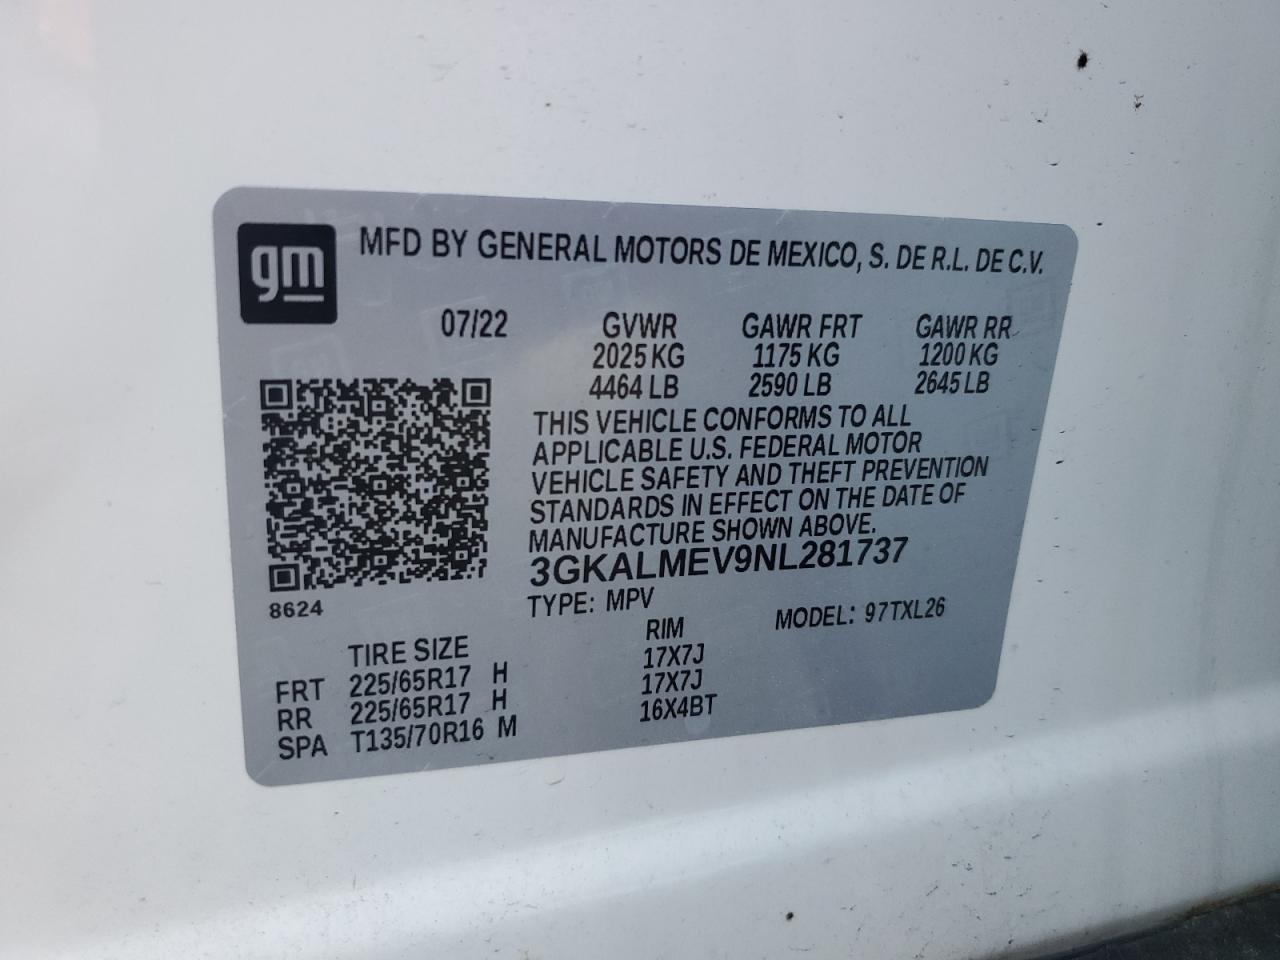 gm
MFD BY GENERAL MOTORS DE MEXICO, S. DE R.L. DE C.V.
07/22 GVWR GAWR FRT GAWR RR
2025 KG 1175 KG 1200 KG
4464 LB 2590 LB 2645 LB
THIS VEHICLE CONFORMS TO ALL
APPLICABLE U.S. FEDERAL MOTOR
VEHICLE SAFETY AND THEFT PREVENTION
STANDARDS IN EFFECT ON THE DATE OF
MANUFACTURE SHOWN ABOVE.
3GKALMEV9NL281737
8624 TYPE: MPV MODEL: 97TXL26
TIRE SIZE RIM
FRT 225/65R17 H 17X7J
RR 225/65R17 H 17X7J
SPA T135/70R16 M 16X4BT